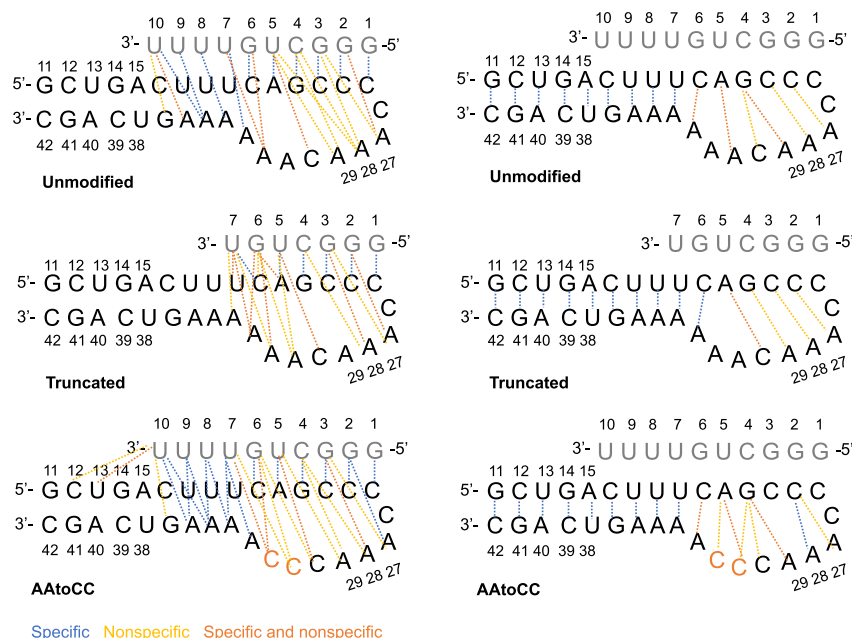 10 9 8 7 6 5 4 3 2 1
3'- U U U U G U C G G G -5'
11 12 13 14 15
5'- G C U G A C U U U C A G C C C
C
3'- C G A C U G A A A
A A A C A A A
42 41 40 39 38
29 28 27
Unmodified
10 9 8 7 6 5 4 3 2 1
3'- U U U U G U C G G G -5'
11 12 13 14 15
5'- G C U G A C U U U C A G C C C
C
3'- C G A C U G A A A
A A A C A A A
42 41 40 39 38
29 28 27
Unmodified
7 6 5 4 3 2 1
3'- U G U C G G G -5'
11 12 13 14 15
5'- G C U G A C U U U C A G C C C
C
3'- C G A C U G A A A
A A A C A A A
42 41 40 39 38
29 28 27
Truncated
7 6 5 4 3 2 1
3'- U G U C G G G -5'
11 12 13 14 15
5'- G C U G A C U U U C A G C C C
C
3'- C G A C U G A A A
A A A C A A A
42 41 40 39 38
29 28 27
Truncated
10 9 8 7 6 5 4 3 2 1
3'- U U U U G U C G G G -5'
11 12 13 14 15
5'- G C U G A C U U U C A G C C C
C
3'- C G A C U G A A A
A C C C A A A
42 41 40 39 38
29 28 27
AAtoCC
10 9 8 7 6 5 4 3 2 1
3'- U U U U G U C G G G -5'
11 12 13 14 15
5'- G C U G A C U U U C A G C C C
C
3'- C G A C U G A A A
A C C C A A A
42 41 40 39 38
29 28 27
AAtoCC
Specific Nonspecific Specific and nonspecific